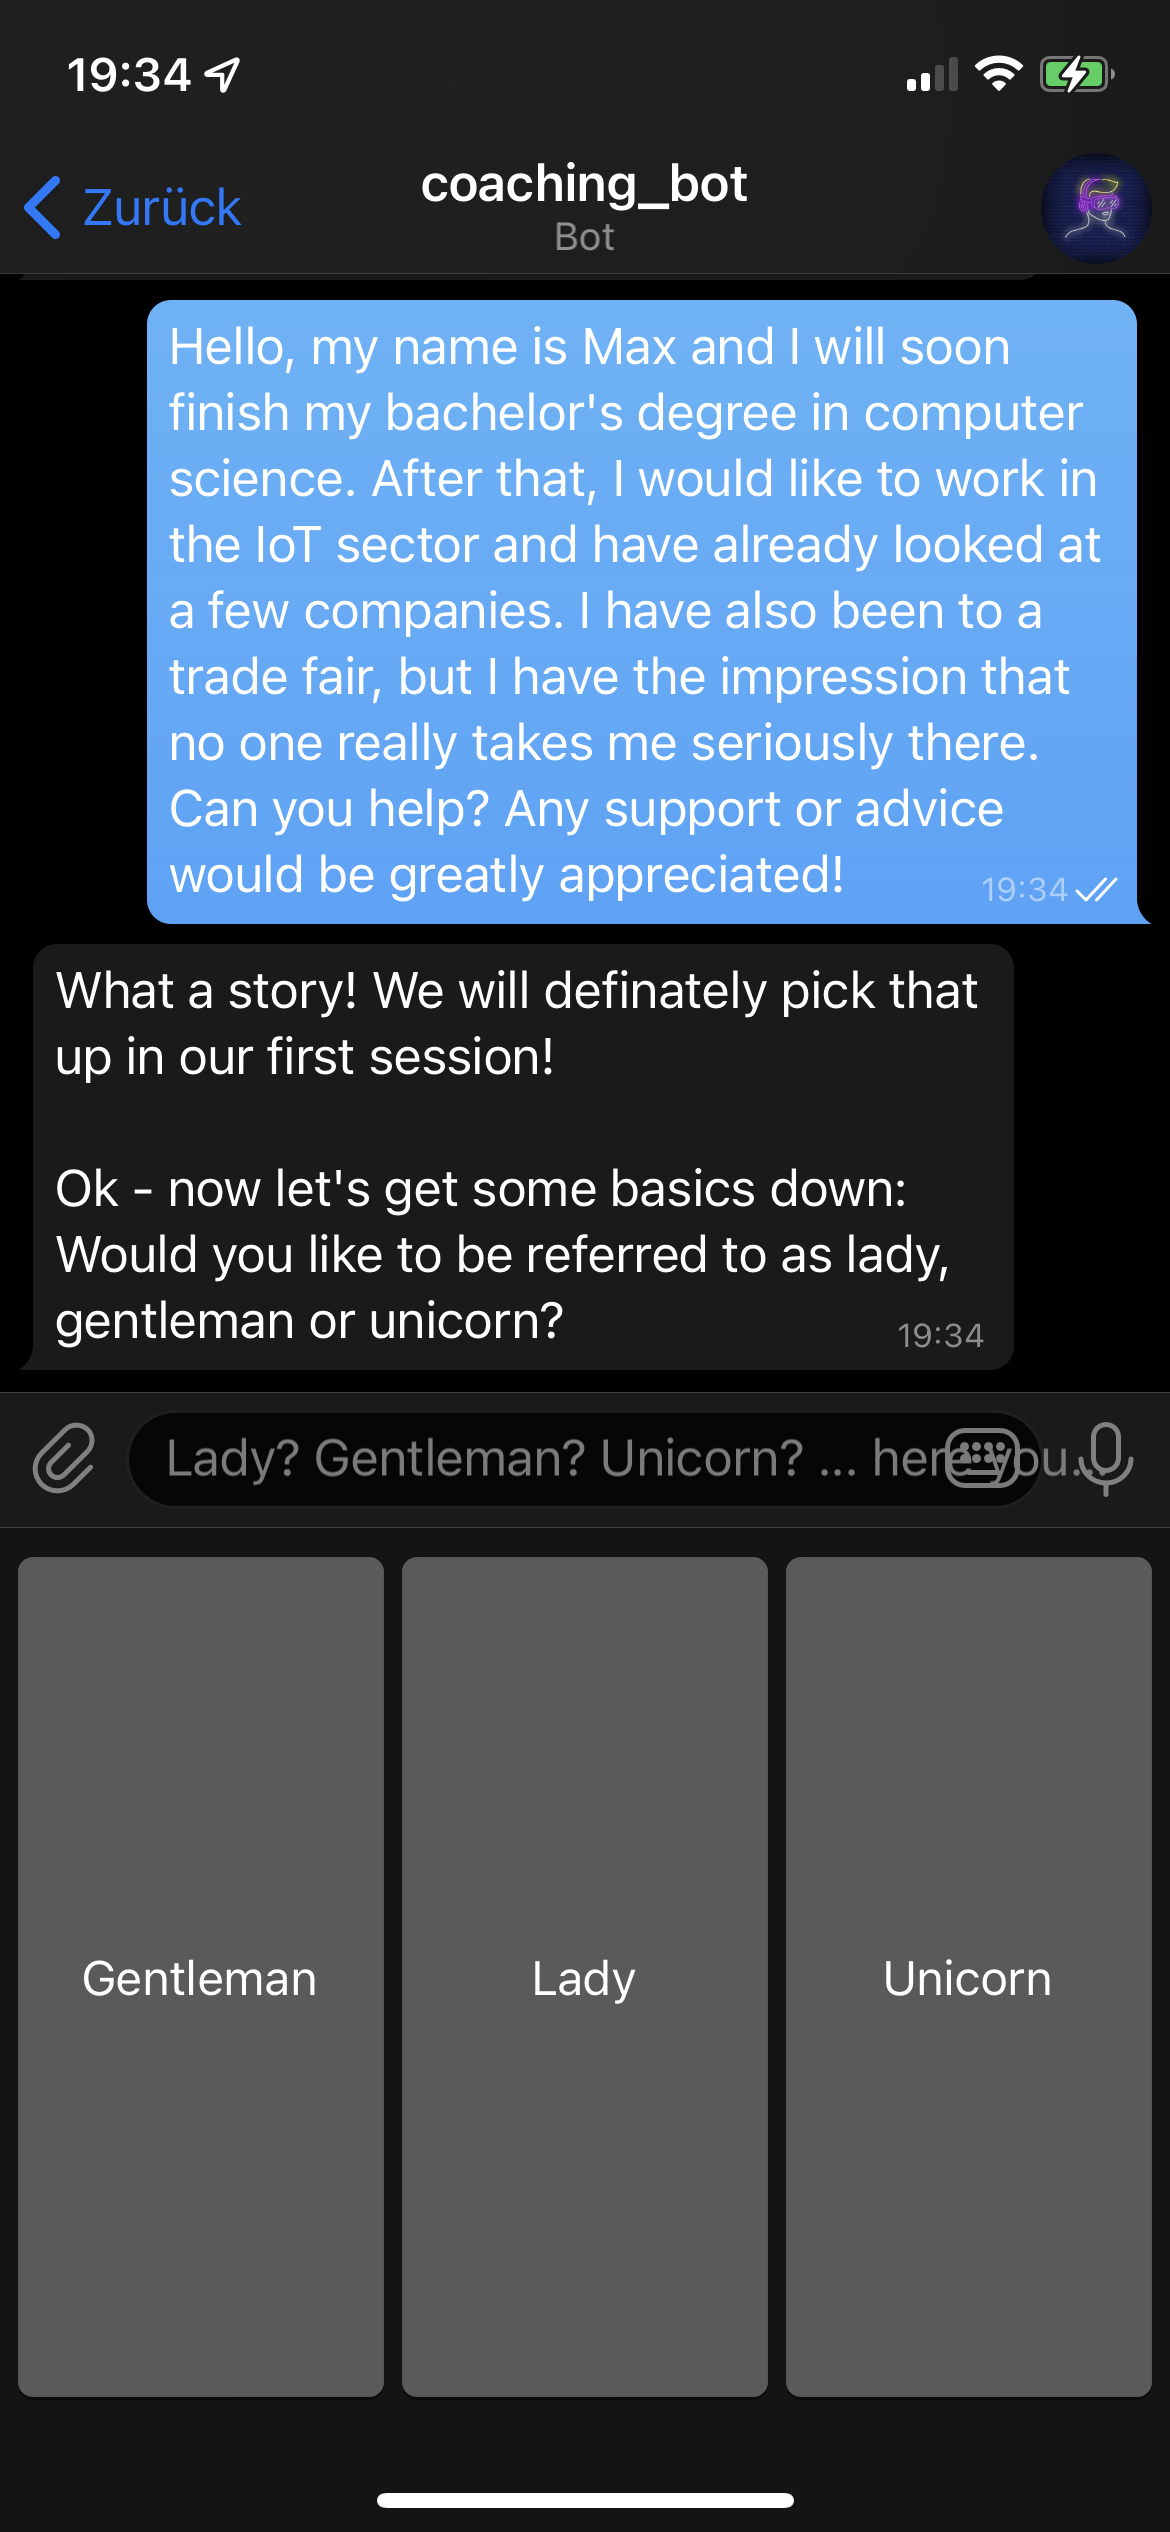 19:34
Zurück
coaching_bot
Bot
Hello, my name is Max and I will soon
finish my bachelor's degree in computer
science. After that, I would like to work in
the IoT sector and have already looked at
a few companies. I have also been to a
trade fair, but I have the impression that
no one really takes me seriously there.
Can you help? Any support or advice
would be greatly appreciated!
19:34
What a story! We will definately pick that
up in our first session!
Ok - now let's get some basics down:
Would you like to be referred to as lady,
gentleman or unicorn?
19:34
Lady? Gentleman? Unicorn? ... here you...
Gentleman
Lady
Unicorn